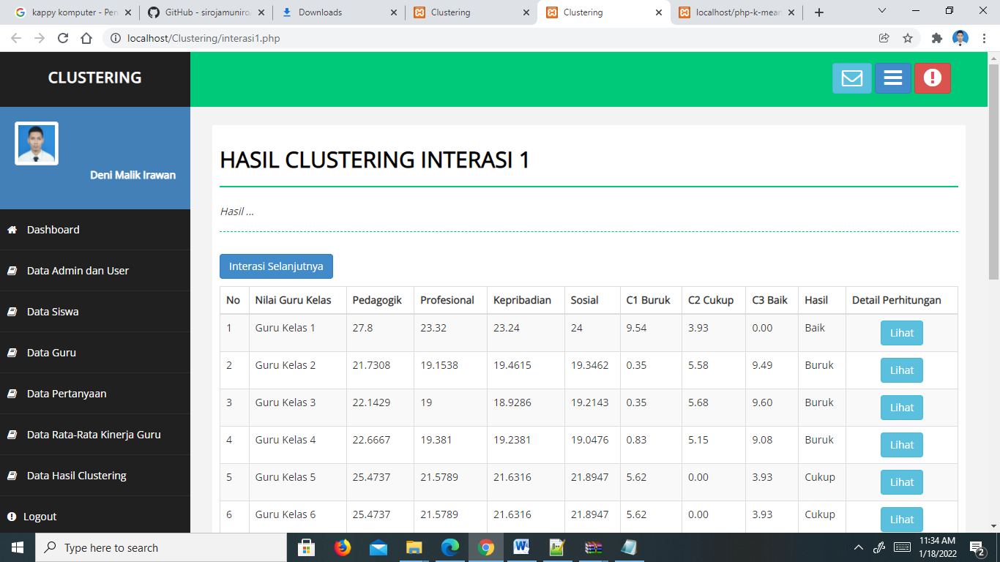 kappy komputer - Pen
GitHub - sirojamuniro
Downloads
Clustering
Clustering
localhost/php-k-mean
localhost/Clustering/interasi1.php
CLUSTERING
Deni Malik Irawan
Dashboard
Data Admin dan User
Data Siswa
Data Guru
Data Pertanyaan
Data Rata-Rata Kinerja Guru
Data Hasil Clustering
Logout
HASIL CLUSTERING INTERASI 1
Hasil ...
Interasi Selanjutnya
No Nilai Guru Kelas Pedagogik Profesional Kepribadian Sosial C1 Buruk C2 Cukup C3 Baik Hasil Detail Perhitungan
1 Guru Kelas 1 27.8 23.32 23.24 24 9.54 3.93 0.00 Baik Lihat
2 Guru Kelas 2 21.7308 19.1538 19.4615 19.3462 0.35 5.58 9.49 Buruk Lihat
3 Guru Kelas 3 22.1429 19 18.9286 19.2143 0.35 5.68 9.60 Buruk Lihat
4 Guru Kelas 4 22.6667 19.381 19.2381 19.0476 0.83 5.15 9.08 Buruk Lihat
5 Guru Kelas 5 25.4737 21.5789 21.6316 21.8947 5.62 0.00 3.93 Cukup Lihat
6 Guru Kelas 6 25.4737 21.5789 21.6316 21.8947 5.62 0.00 3.93 Cukup Lihat
Type here to search
11:34 AM
1/18/2022
2